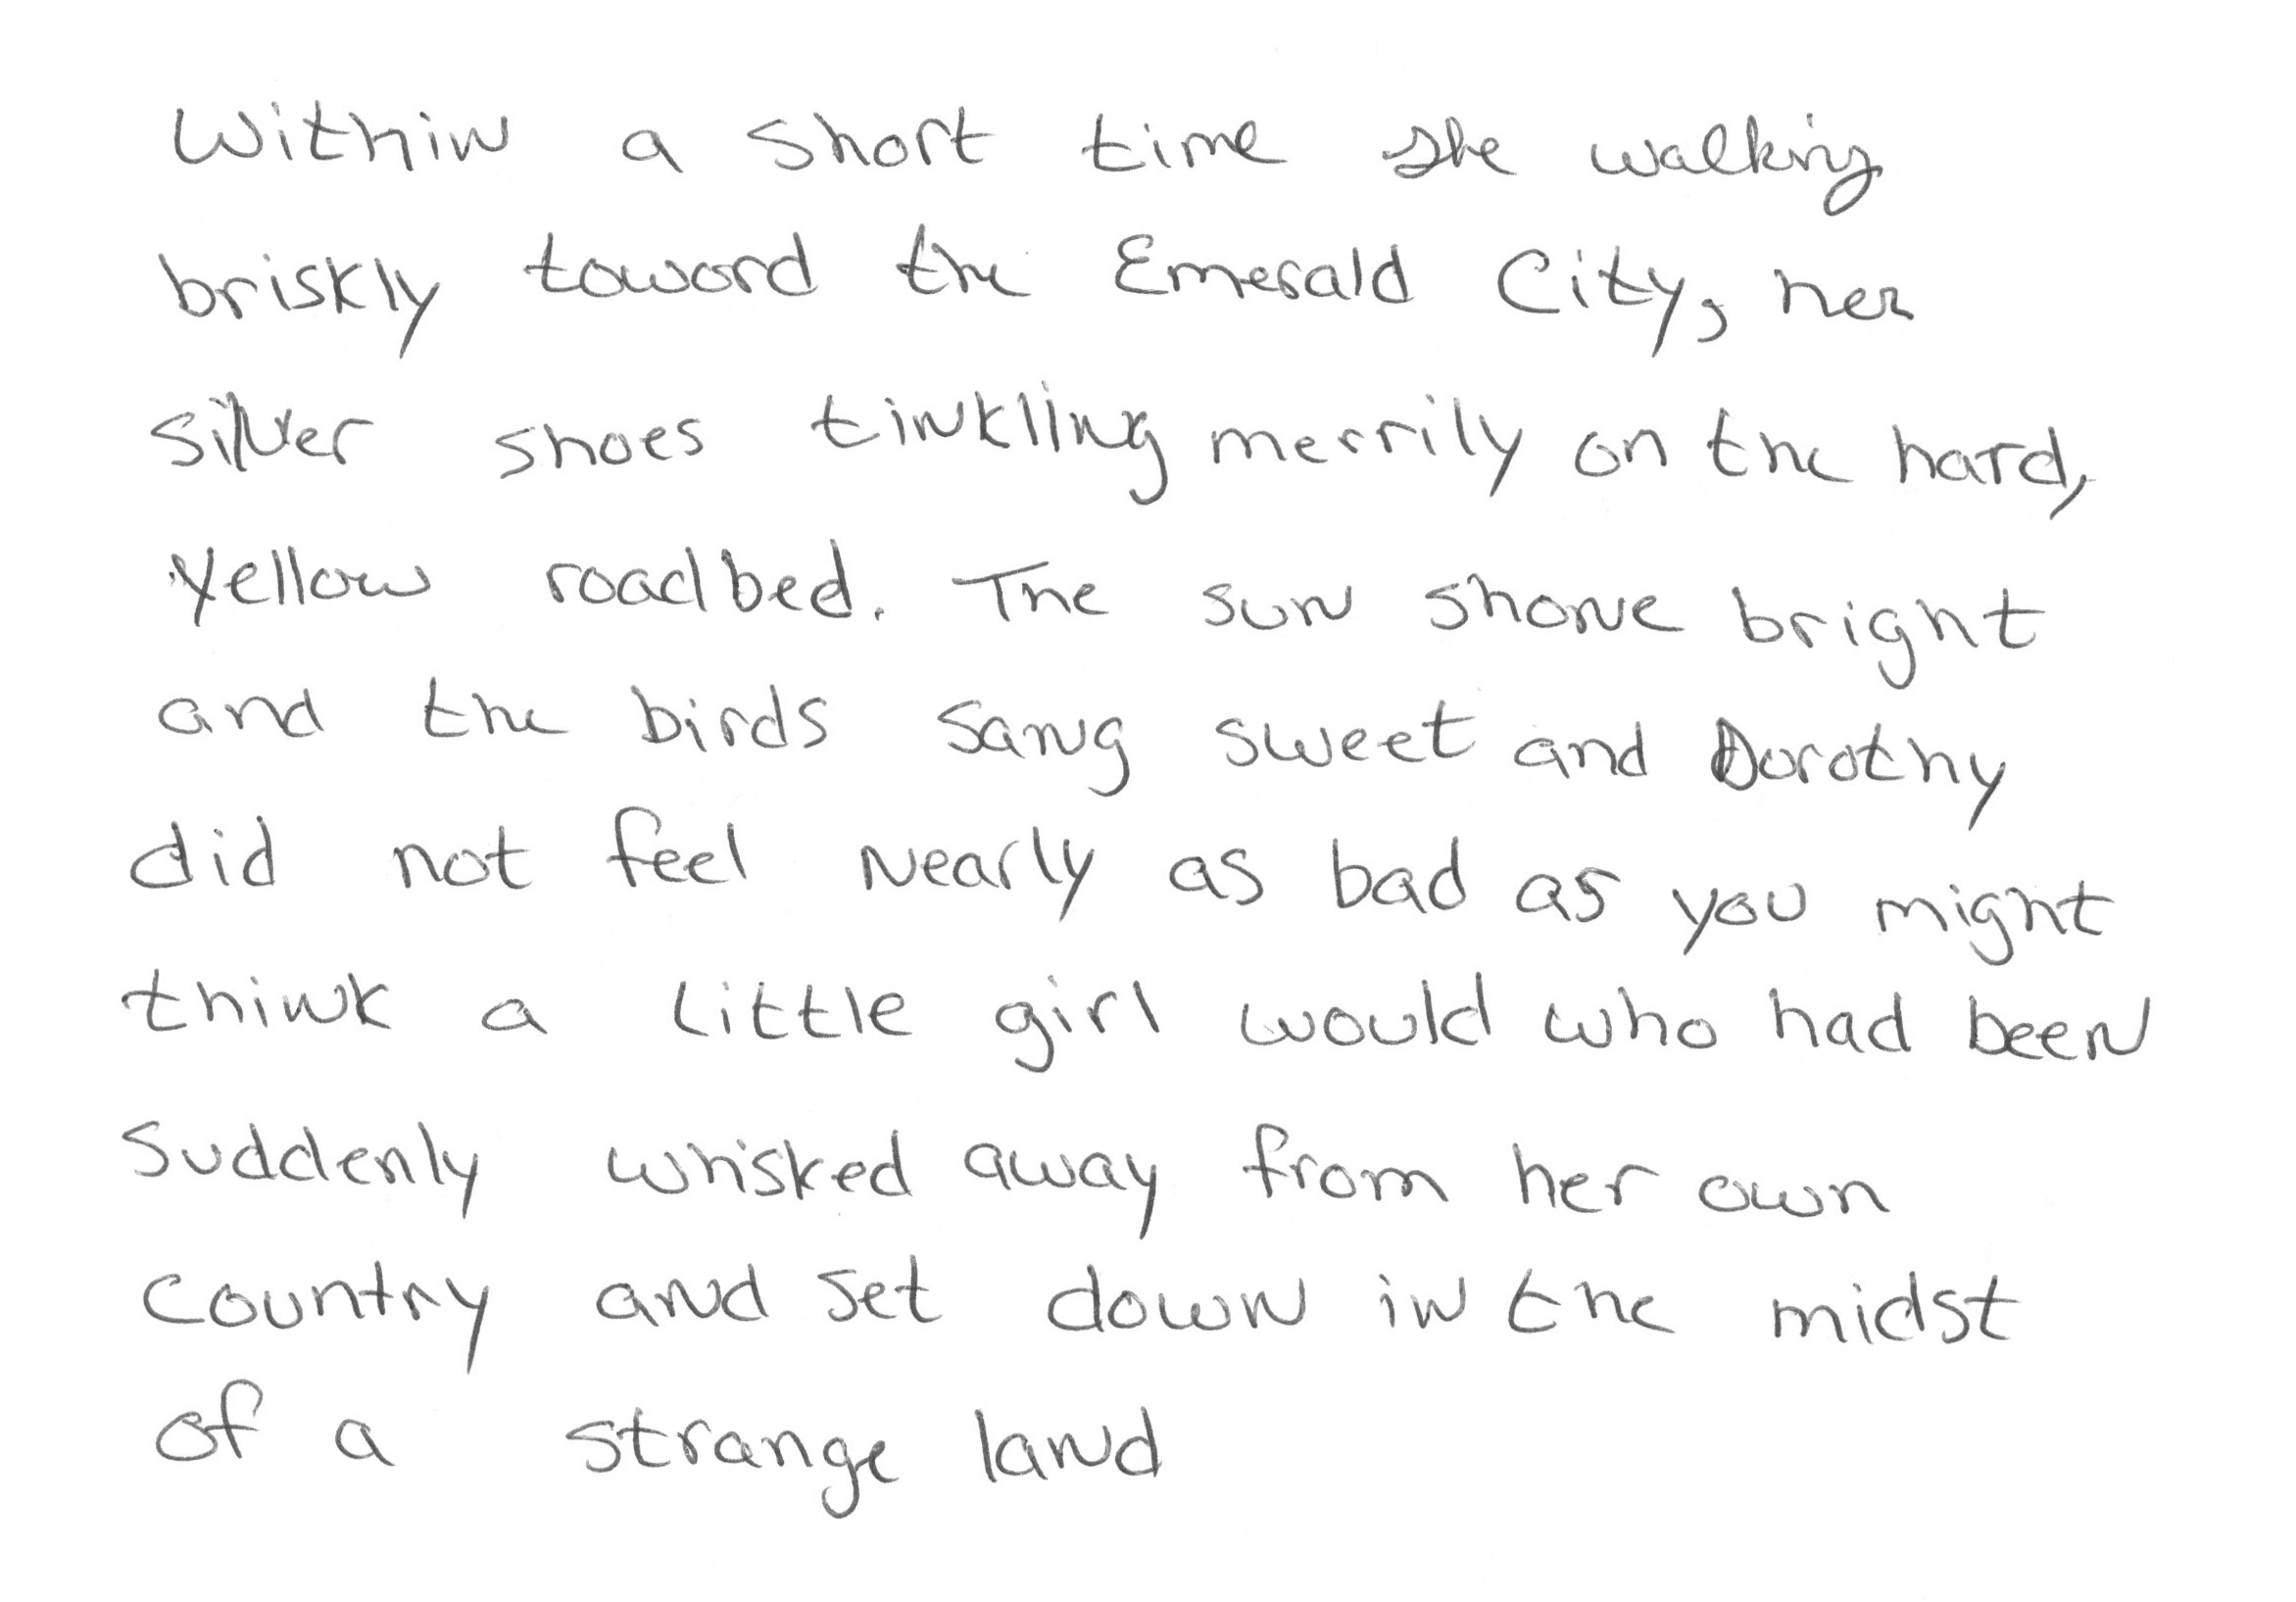 Within a short time she walking
briskly toward the Emerald City, her
silver shoes tinkling merrily on the hard,
yellow roadbed. The sun shone bright
and the birds sang sweet and Dorothy
did not feel nearly as bad as you might
think a little girl would who had been
suddenly whisked away from her own
country and set down in the midst
of a strange land